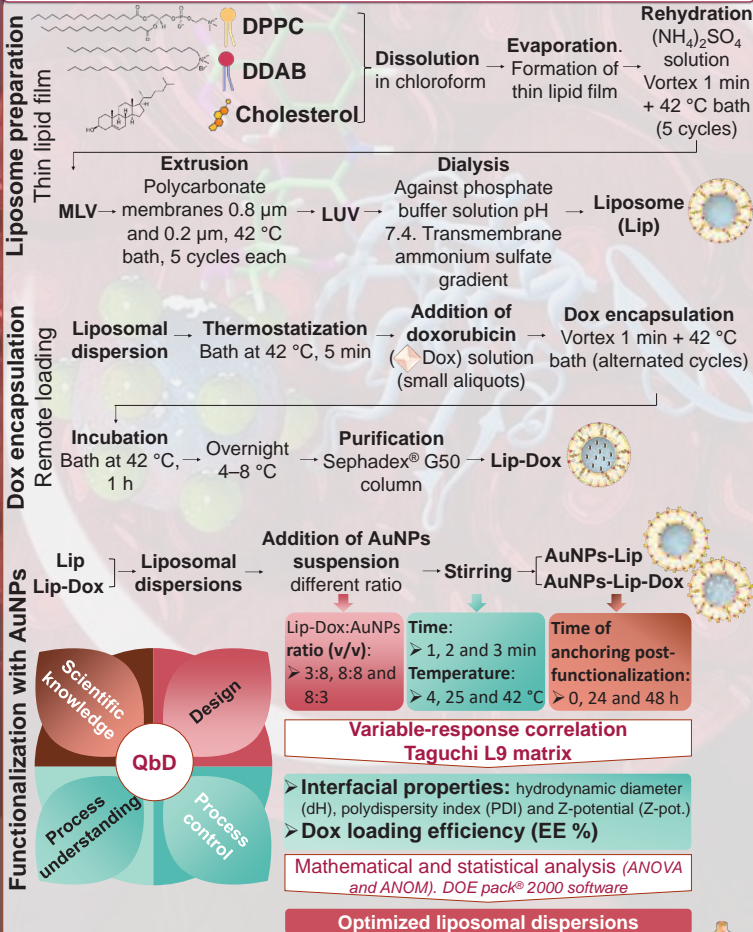 Liposome preparation
Thin lipid film
DPPC
DDAB
Cholesterol
HO
Dissolution
in chloroform
Evaporation.
Formation of
thin lipid film
Rehydration
(NH4)2SO4
solution
Vortex 1 min
+ 42 °C bath
(5 cycles)
MLV
Extrusion
Polycarbonate
membranes 0.8 µm
and 0.2 µm, 42 °C
bath, 5 cycles each
LUV
Dialysis
Against phosphate
buffer solution pH
7.4. Transmembrane
ammonium sulfate
gradient
Liposome
(Lip)
Dox encapsulation
Remote loading
Liposomal
dispersion
Thermostatization
Bath at 42 °C, 5 min
Addition of
doxorubicin
(Dox) solution
(small aliquots)
Dox encapsulation
Vortex 1 min + 42 °C
bath (alternated cycles)
Incubation
Bath at 42 °C,
1 h
Overnight
4–8 °C
Purification
Sephadex® G50
column
Lip-Dox
Functionalization with AuNPs
Lip
Lip-Dox
Liposomal
dispersions
Addition of AuNPs
suspension
different ratio
Stirring
AuNPs-Lip
AuNPs-Lip-Dox
Lip-Dox:AuNPs
ratio (v/v):
➢ 3:8, 8:8 and
8:3
Time:
➢ 1, 2 and 3 min
Temperature:
➢ 4, 25 and 42 °C
Time of
anchoring post-
functionalization:
➢ 0, 24 and 48 h
Scientific
knowledge
Design
QbD
Process
understanding
Process
control
Variable-response correlation
Taguchi L9 matrix
➢ Interfacial properties: hydrodynamic diameter
(dH), polydispersity index (PDI) and Z-potential (Z-pot.)
➢ Dox loading efficiency (EE %)
Mathematical and statistical analysis (ANOVA
and ANOM). DOE pack® 2000 software
Optimized liposomal dispersions